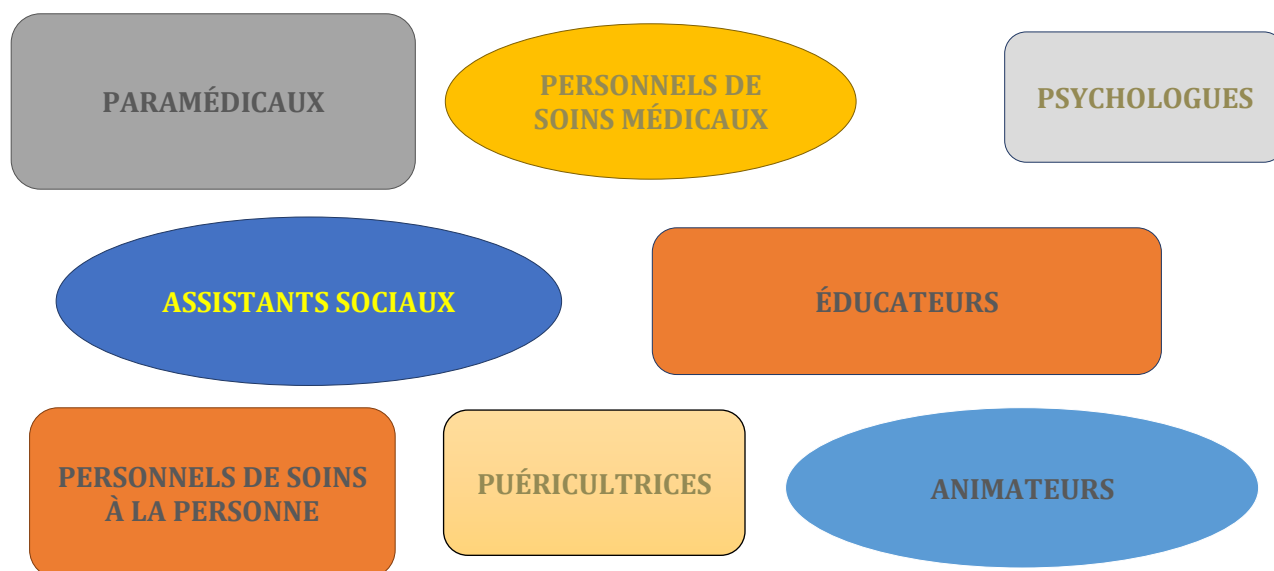 PARAMÉDICAUX
PERSONNELS DE
SOINS MÉDICAUX
PSYCHOLOGUES
ASSISTANTS SOCIAUX
ÉDUCATEURS
PERSONNELS DE SOINS
À LA PERSONNE
PUÉRICULTRICES
ANIMATEURS